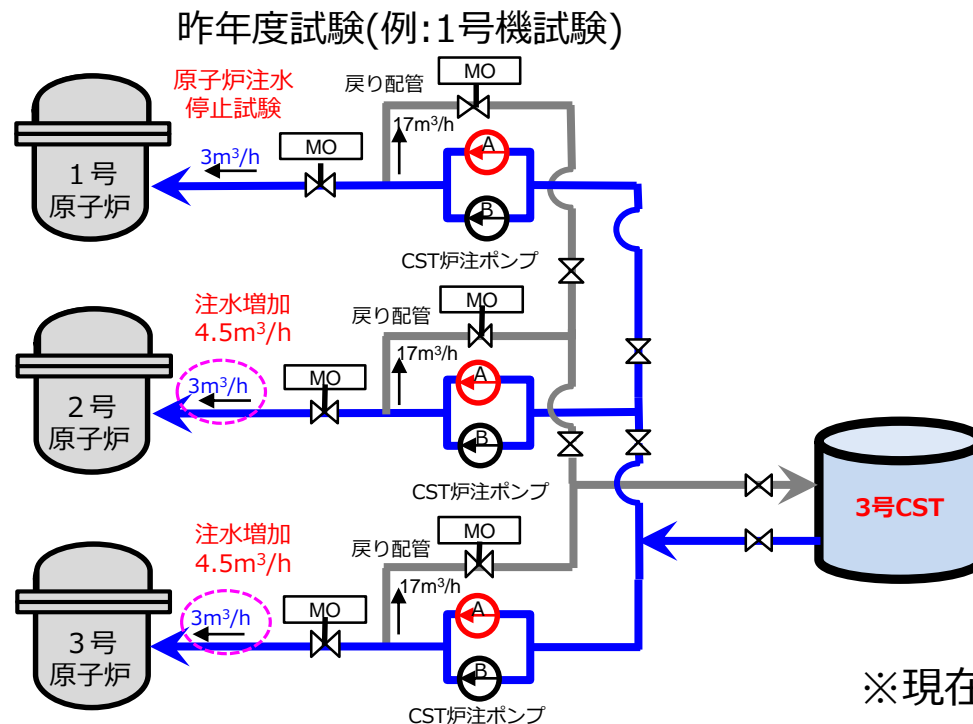 昨年度試験(例:1号機試験)
原子炉注水
停止試験
戻り配管
MO
17m³/h
3m³/h
MO
A
B
1号
原子炉
CST炉注ポンプ
注水増加
4.5m³/h
戻り配管
MO
17m³/h
3m³/h
MO
A
B
2号
原子炉
CST炉注ポンプ
3号CST
注水増加
4.5m³/h
戻り配管
MO
17m³/h
3m³/h
MO
A
B
3号
原子炉
CST炉注ポンプ
※現在